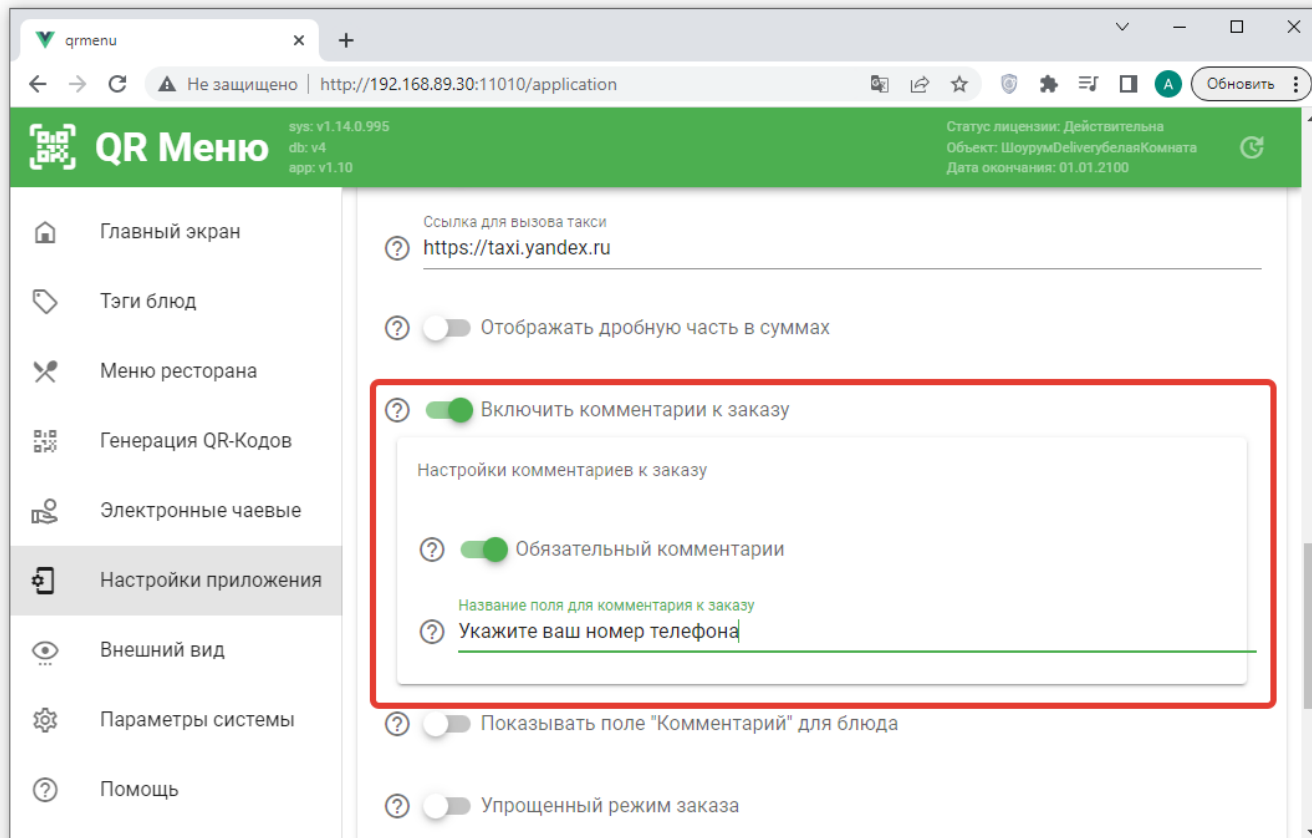 qrmenu
Не защищено | http://192.168.89.30:11010/application
A
Обновить
QR Меню
sys: v1.14.0.995
db: v4
app: v1.10
Статус лицензии: Действительна
Объект: ШоурумDeliveryбелаяКомната
Дата окончания: 01.01.2100
Главный экран
Тэги блюд
Меню ресторана
Генерация QR-Кодов
Электронные чаевые
Настройки приложения
Внешний вид
Параметры системы
Помощь
Ссылка для вызова такси
https://taxi.yandex.ru
Отображать дробную часть в суммах
Включить комментарии к заказу
Настройки комментариев к заказу
Обязательный комментарии
Название поля для комментария к заказу
Укажите ваш номер телефона
Показывать поле "Комментарий" для блюда
Упрощенный режим заказа